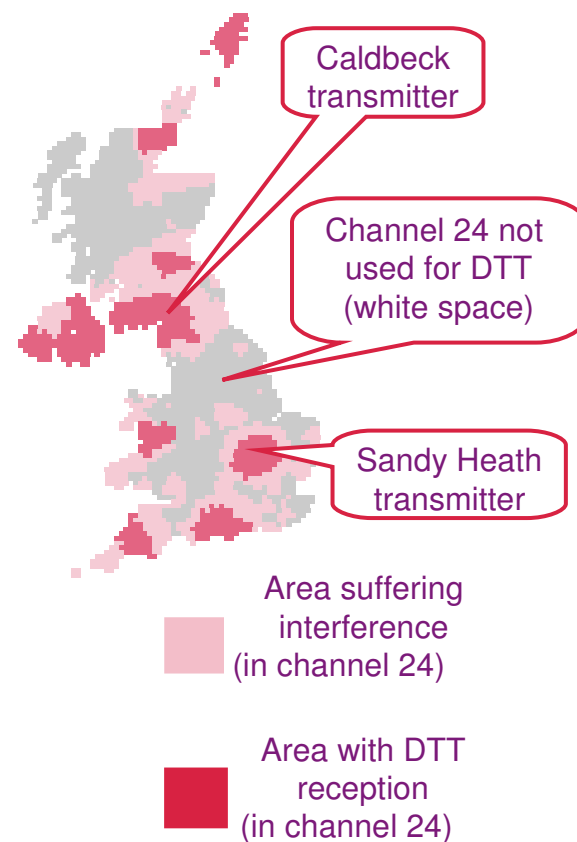 Caldbeck
transmitter
Channel 24 not
used for DTT
(white space)
Sandy Heath
transmitter
Area suffering
interference
(in channel 24)
Area with DTT
reception
(in channel 24)